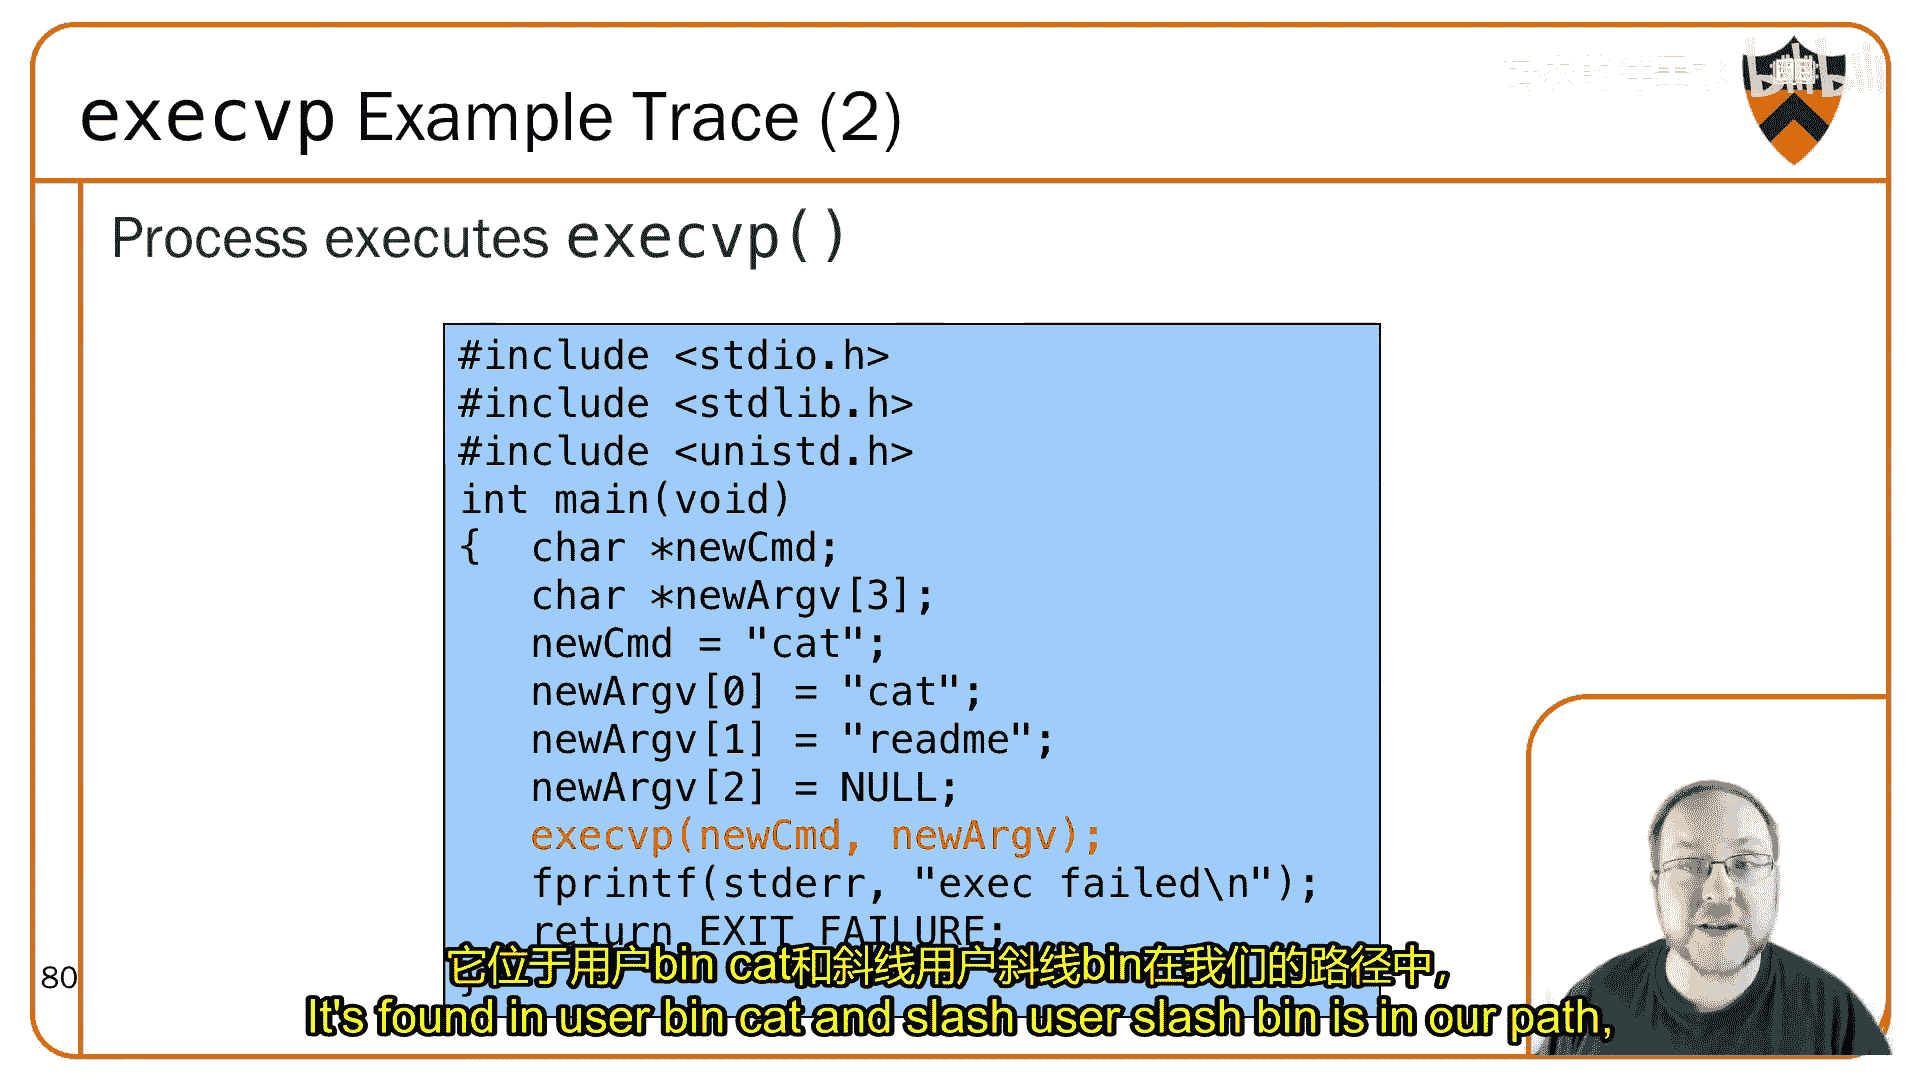 execvp Example Trace (2)
Process executes execvp()
#include <stdio.h>
#include <stdlib.h>
#include <unistd.h>
int main(void)
{  char *newCmd;
   char *newArgv[3];
   newCmd = "cat";
   newArgv[0] = "cat";
   newArgv[1] = "readme";
   newArgv[2] = NULL;
   execvp(newCmd, newArgv);
   fprintf(stderr, "exec failed\n");
   return EXIT_FAILURE;
}
80
它位于用户bin cat和斜线用户斜线bin在我们的路径中,
It's found in user bin cat and slash user slash bin is in our path,